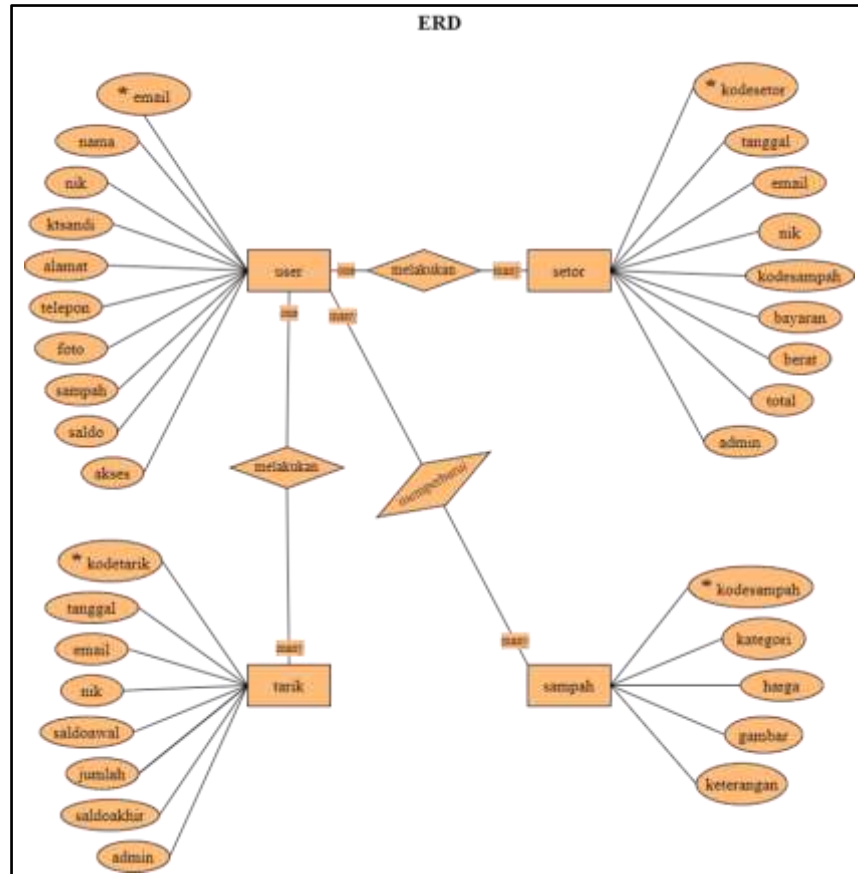 ERD
* email
nama
nik
ktsandi
alamat
telepon
foto
sampah
saldo
akses
user
one
melakukan
many
setor
* kodesetor
tanggal
email
nik
kodesampah
bayaran
berat
total
admin
one
many
melakukan
memperbarui
many
many
* kodetarik
tanggal
email
nik
saldoawal
jumlah
saldoakhir
admin
tarik
sampah
* kodesampah
kategori
harga
gambar
keterangan